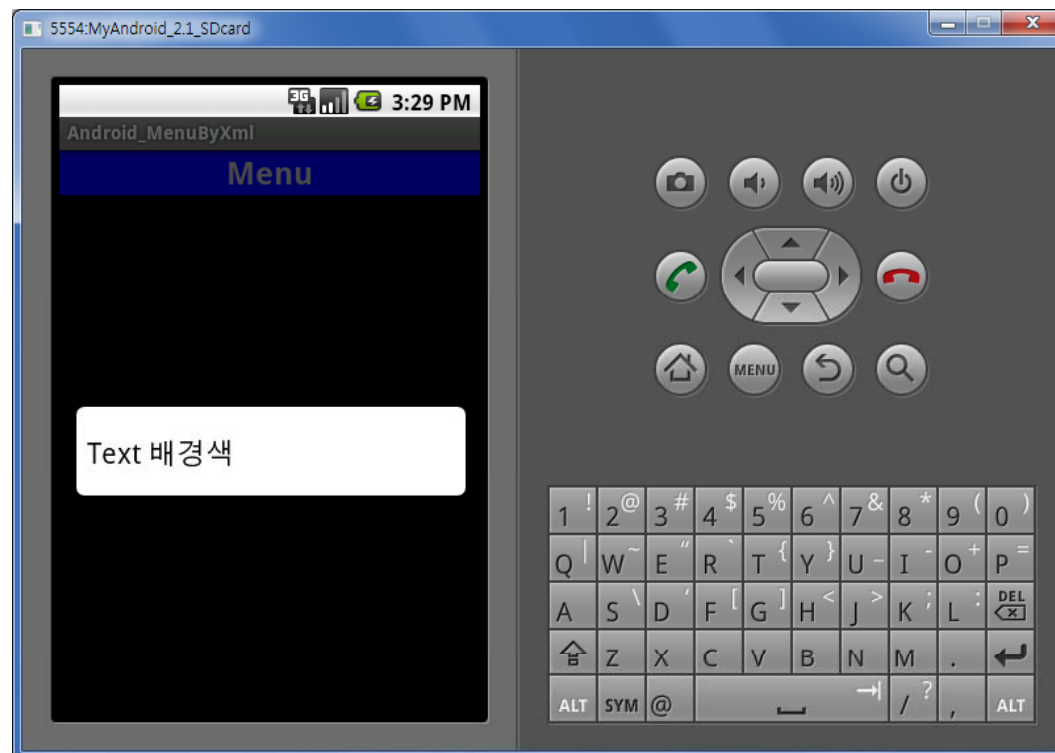 5554:MyAndroid_2.1_SDcard
3G 3:29 PM
Android_MenuByXml
Menu
Text 배경색
MENU
1 ! 2 @ 3 # 4 $ 5 % 6 ^ 7 & 8 * 9 ( 0 )
Q | W ~ E " R ` T { Y } U _ I - O + P =
A S \ D ' F [ G ] H < J > K ; L : DEL
Z X C V B N M .
ALT SYM @ / ? , ALT